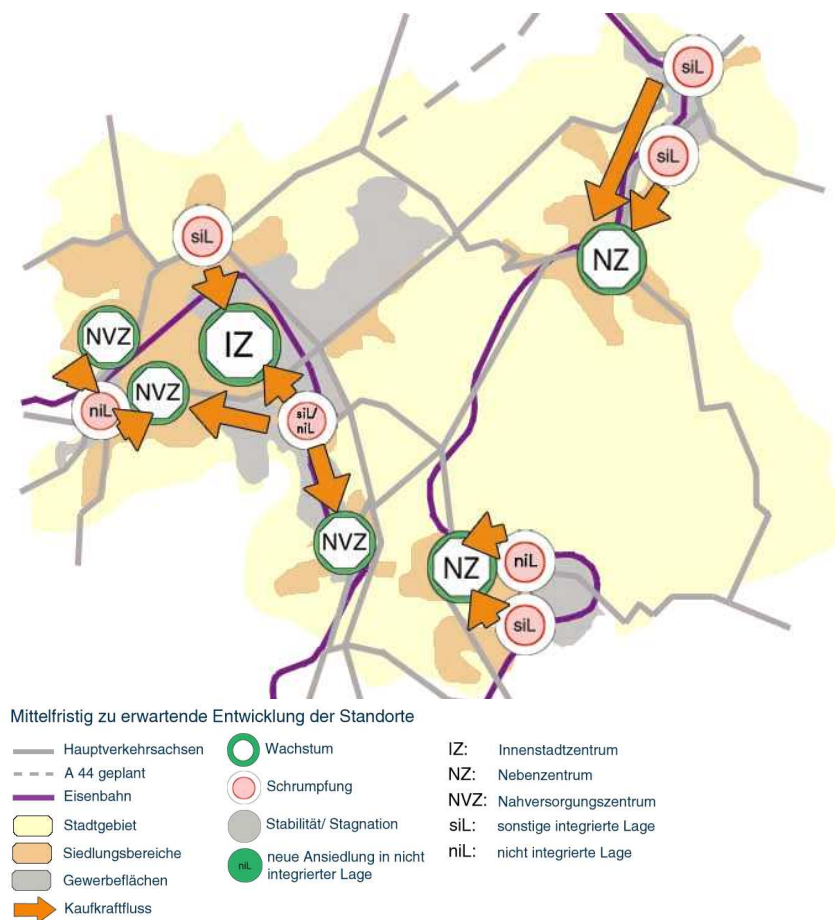 siL
siL
siL
NZ
NVZ
IZ
NVZ
niL
siL/
niL
NVZ
NZ
niL
siL
Mittelfristig zu erwartende Entwicklung der Standorte
Hauptverkehrsachsen
A 44 geplant
Eisenbahn
Stadtgebiet
Siedlungsbereiche
Gewerbeflächen
Kaufkraftfluss
Wachstum
Schrumpfung
Stabilität/ Stagnation
niL
neue Ansiedlung in nicht
integrierter Lage
IZ: Innenstadtzentrum
NZ: Nebenzentrum
NVZ: Nahversorgungszentrum
siL: sonstige integrierte Lage
niL: nicht integrierte Lage